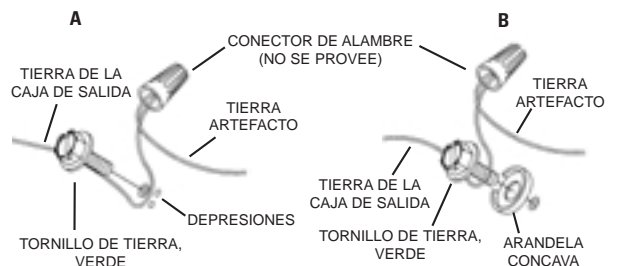 A
B
CONECTOR DE ALAMBRE
(NO SE PROVEE)
TIERRA DE LA
CAJA DE SALIDA
TIERRA
ARTEFACTO
DEPRESIONES
TORNILLO DE TIERRA,
VERDE
TIERRA
ARTEFACTO
TIERRA DE LA
CAJA DE SALIDA
TORNILLO DE TIERRA,
VERDE
ARANDELA
CONCAVA